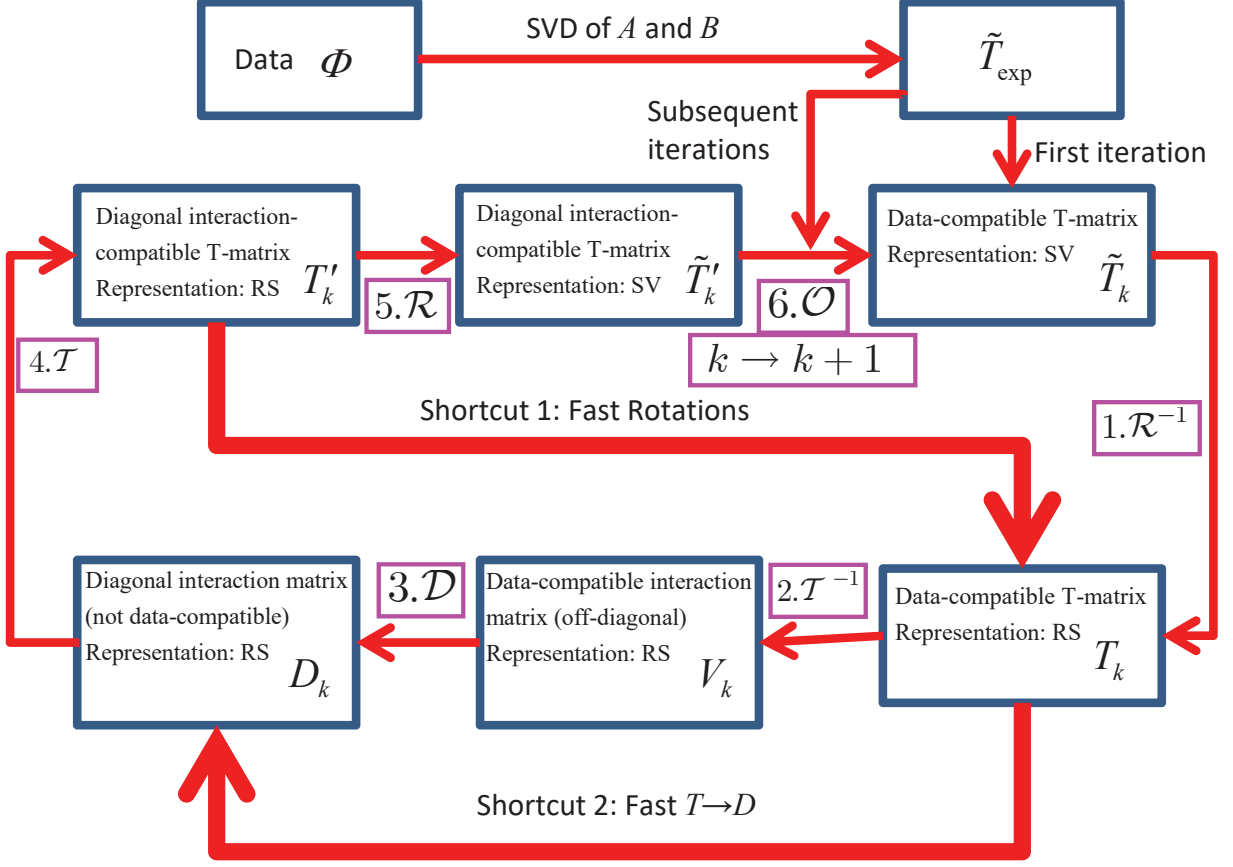 SVD of A and B
Data Φ
T̃exp
Subsequent
iterations
First iteration
Diagonal interaction-
compatible T-matrix
Representation: RS
T′k
5.ℛ
Diagonal interaction-
compatible T-matrix
Representation: SV
T̃′k
6.𝒪
k → k + 1
Data-compatible T-matrix
Representation: SV
T̃k
4.𝒯
Shortcut 1: Fast Rotations
1.ℛ⁻¹
Diagonal interaction matrix
(not data-compatible)
Representation: RS
Dk
3.𝒟
Data-compatible interaction
matrix (off-diagonal)
Representation: RS
Vk
2.𝒯⁻¹
Data-compatible T-matrix
Representation: RS
Tk
Shortcut 2: Fast T→D